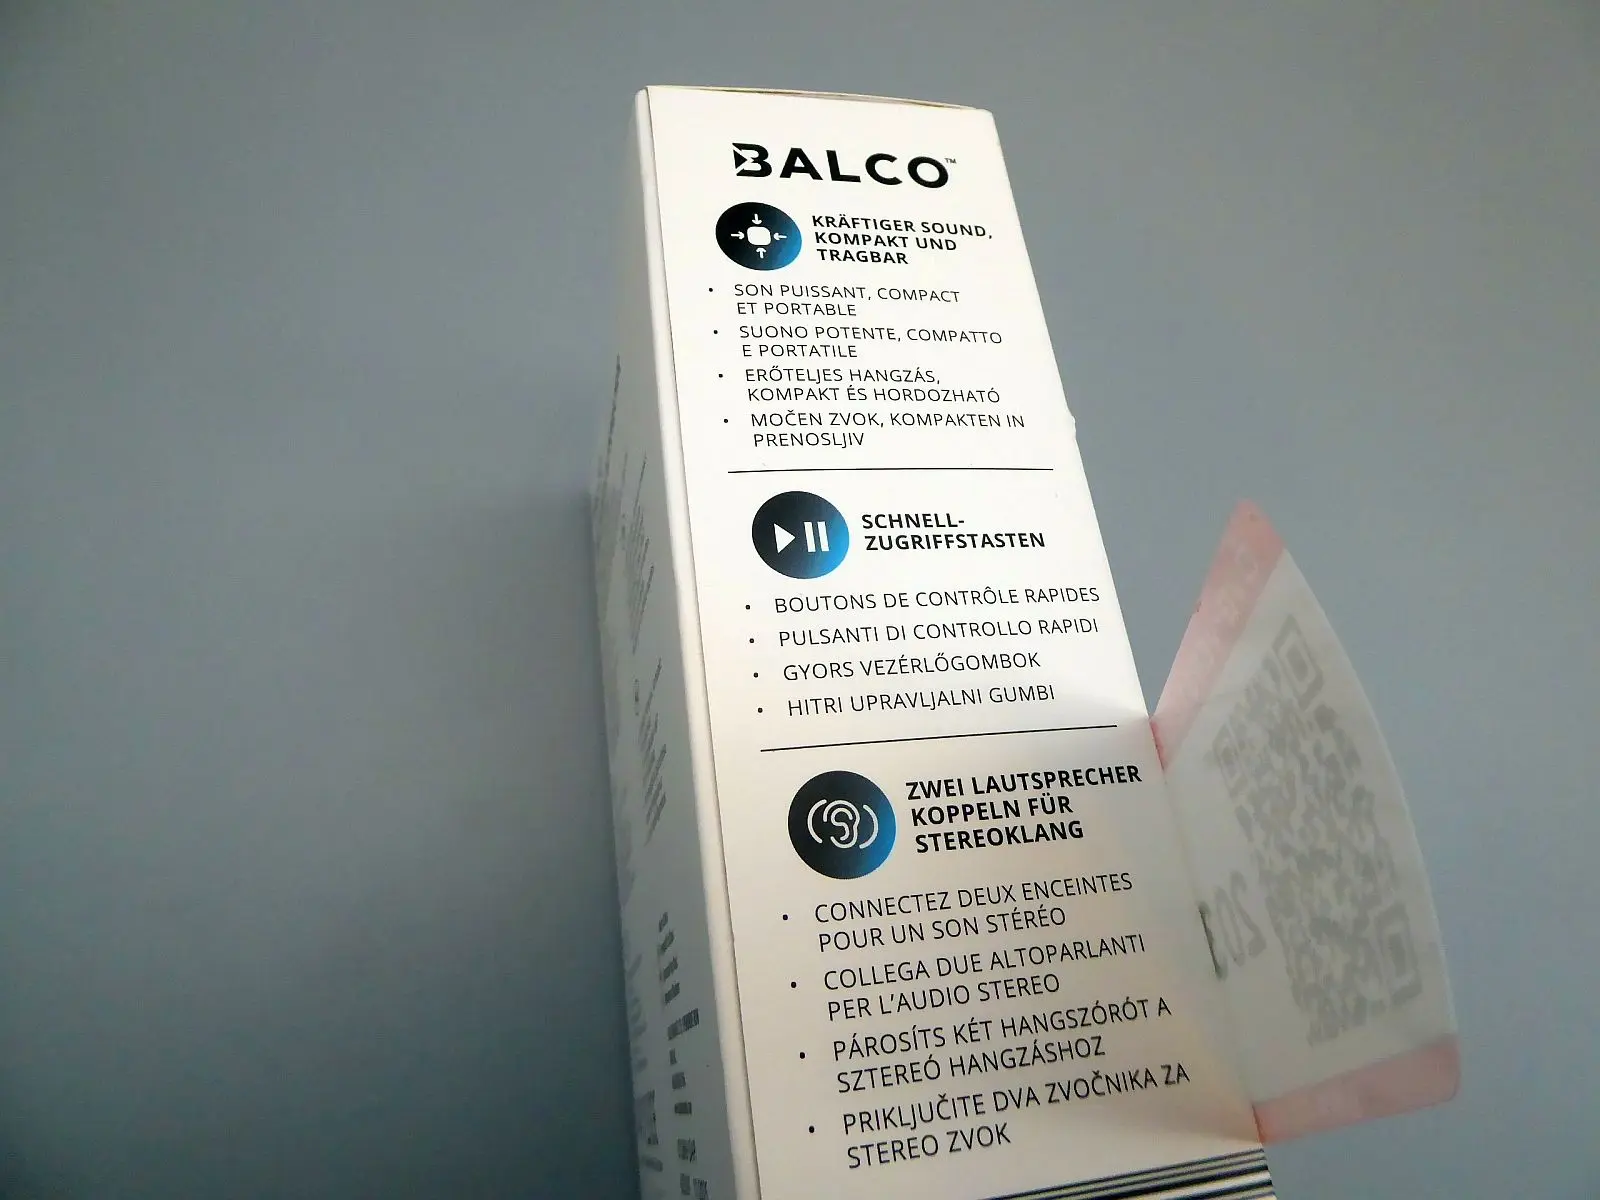 BALCO™
KRÄFTIGER SOUND,
KOMPAKT UND
TRAGBAR
• SON PUISSANT, COMPACT
ET PORTABLE
• SUONO POTENTE, COMPATTO
E PORTATILE
• ERŐTELJES HANGZÁS,
KOMPAKT ÉS HORDOZHATÓ
• MOČEN ZVOK, KOMPAKTEN IN
PRENOSLJIV
SCHNELL-
ZUGRIFFSTASTEN
• BOUTONS DE CONTRÔLE RAPIDES
• PULSANTI DI CONTROLLO RAPIDI
• GYORS VEZÉRLŐGOMBOK
• HITRI UPRAVLJALNI GUMBI
ZWEI LAUTSPRECHER
KOPPELN FÜR
STEREOKLANG
• CONNECTEZ DEUX ENCEINTES
POUR UN SON STÉRÉO
• COLLEGA DUE ALTOPARLANTI
PER L'AUDIO STEREO
• PÁROSÍTS KÉT HANGSZÓRÓT A
SZTEREÓ HANGZÁSHOZ
• PRIKLJUČITE DVA ZVOČNIKA ZA
STEREO ZVOK